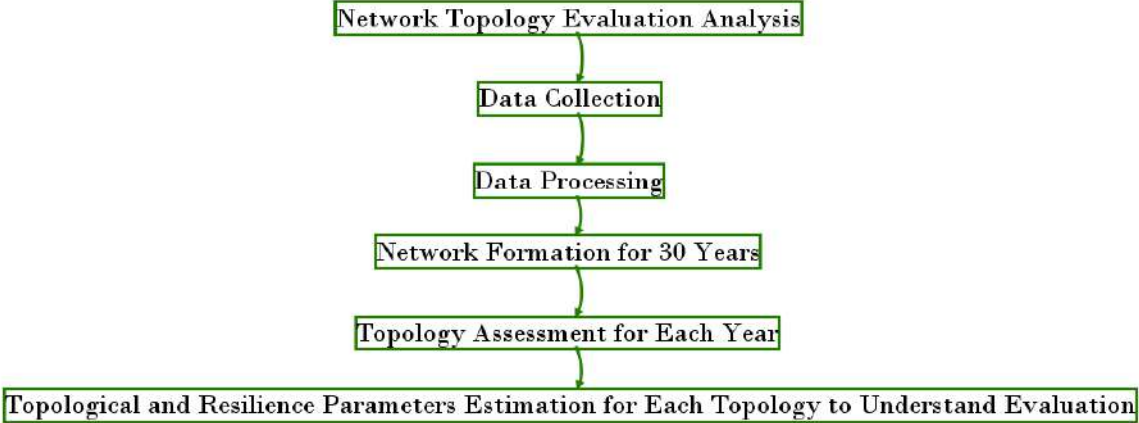 Network Topology Evaluation Analysis
Data Collection
Data Processing
Network Formation for 30 Years
Topology Assessment for Each Year
Topological and Resilience Parameters Estimation for Each Topology to Understand Evaluation